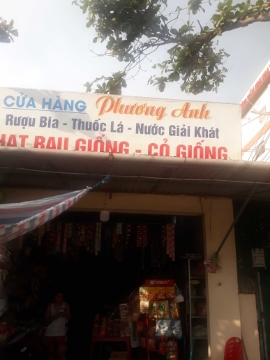 CỬA HÀNG Phương Anh
Rượu Bia - Thuốc Lá - Nước Giải Khát
HẠT RAU GIỐNG - CỎ GIỐNG